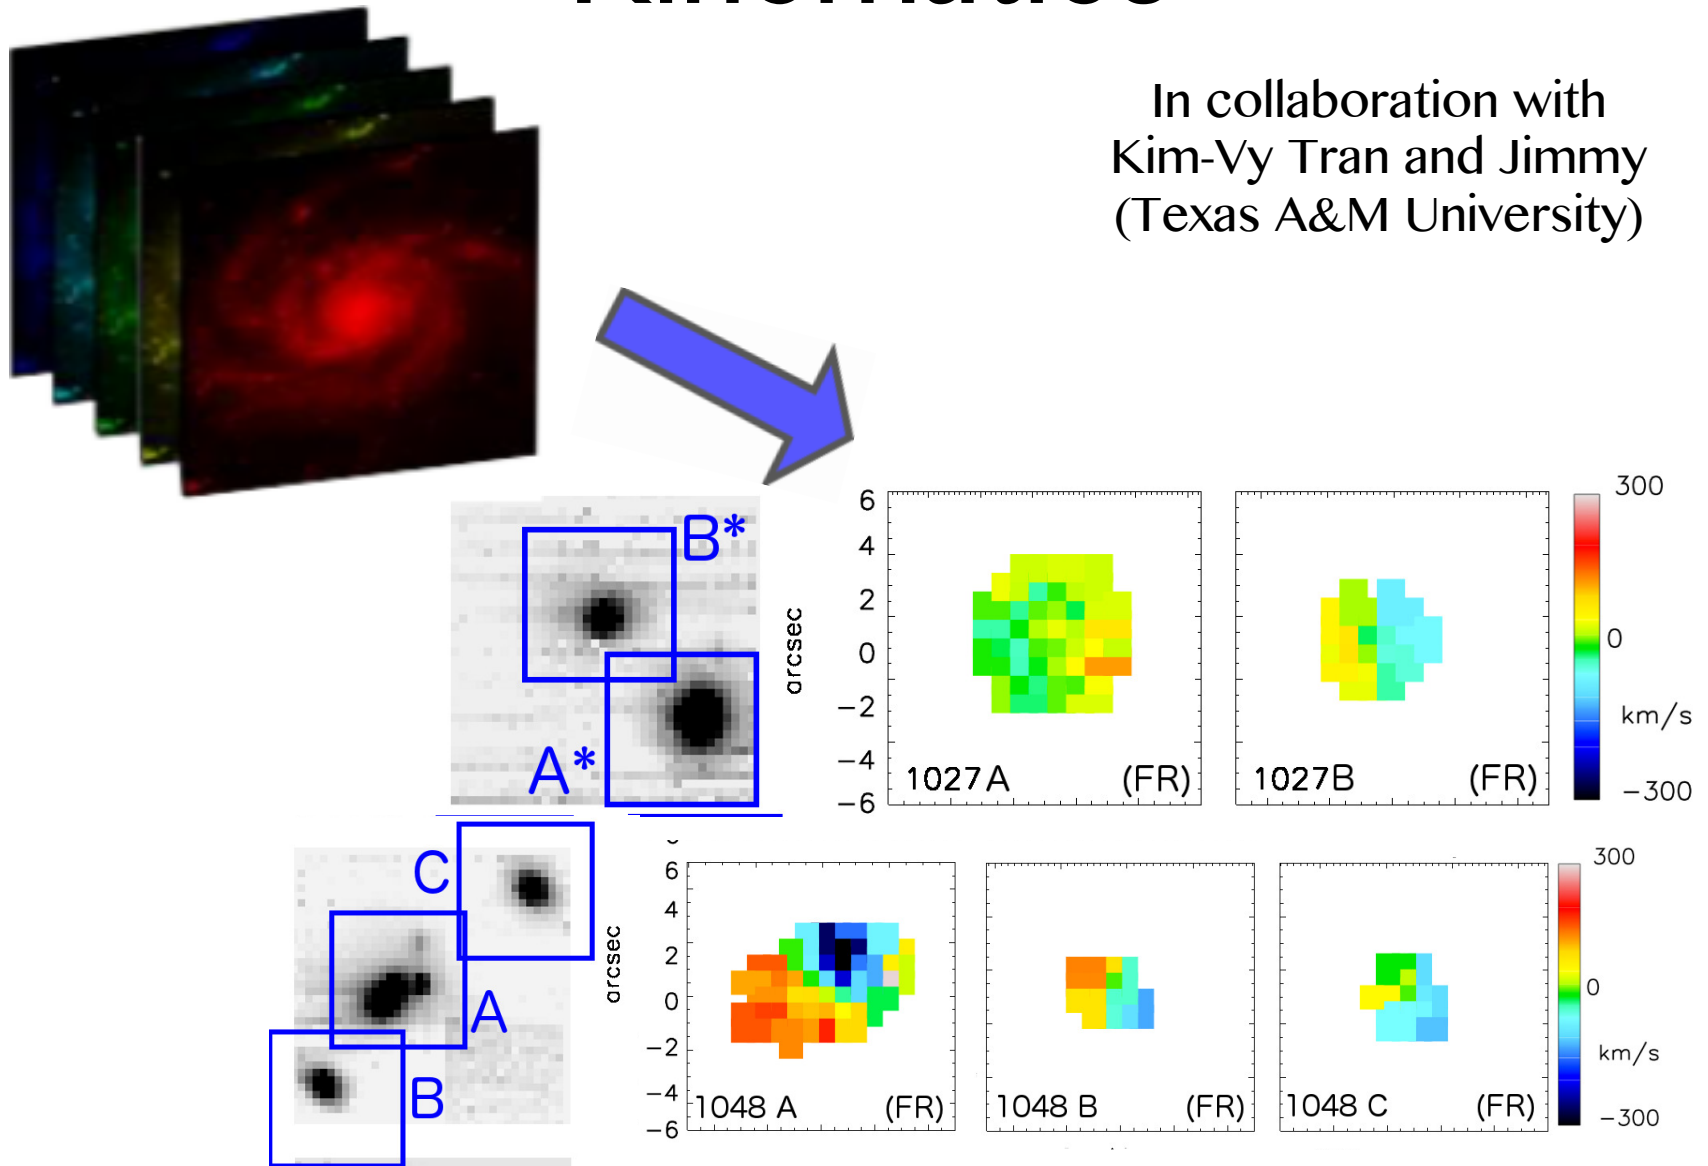 Kinematics
In collaboration with
Kim-Vy Tran and Jimmy
(Texas A&M University)
B*
A*
arcsec
6
4
2
0
−2
−4
−6
1027A (FR)
1027B (FR)
300
0
km/s
−300
C
A
B
arcsec
6
4
2
0
−2
−4
−6
1048 A (FR)
1048 B (FR)
1048 C (FR)
300
0
km/s
−300